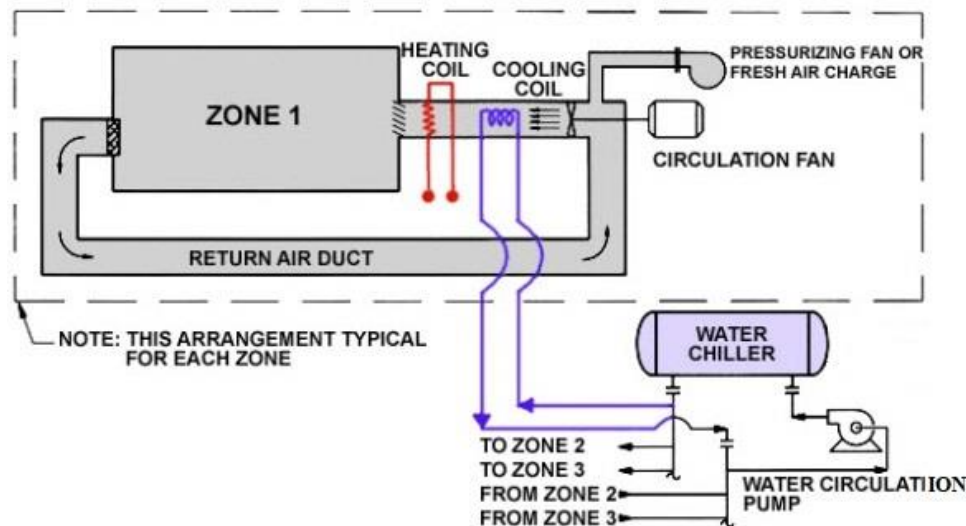 HEATING
COIL
COOLING
COIL
PRESSURIZING FAN OR
FRESH AIR CHARGE
ZONE 1
CIRCULATION FAN
RETURN AIR DUCT
NOTE: THIS ARRANGEMENT TYPICAL
FOR EACH ZONE
WATER
CHILLER
TO ZONE 2
TO ZONE 3
FROM ZONE 2
FROM ZONE 3
WATER CIRCULATION
PUMP